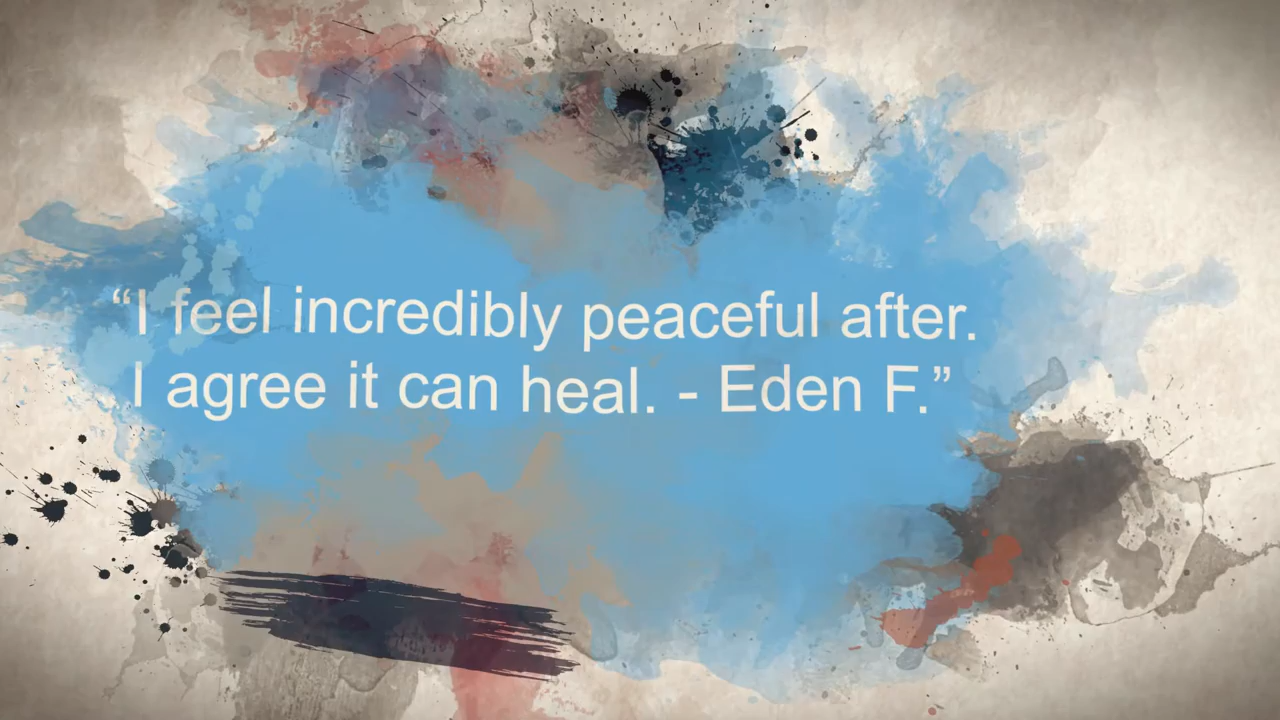 “I feel incredibly peaceful after.
I agree it can heal. - Eden F.”